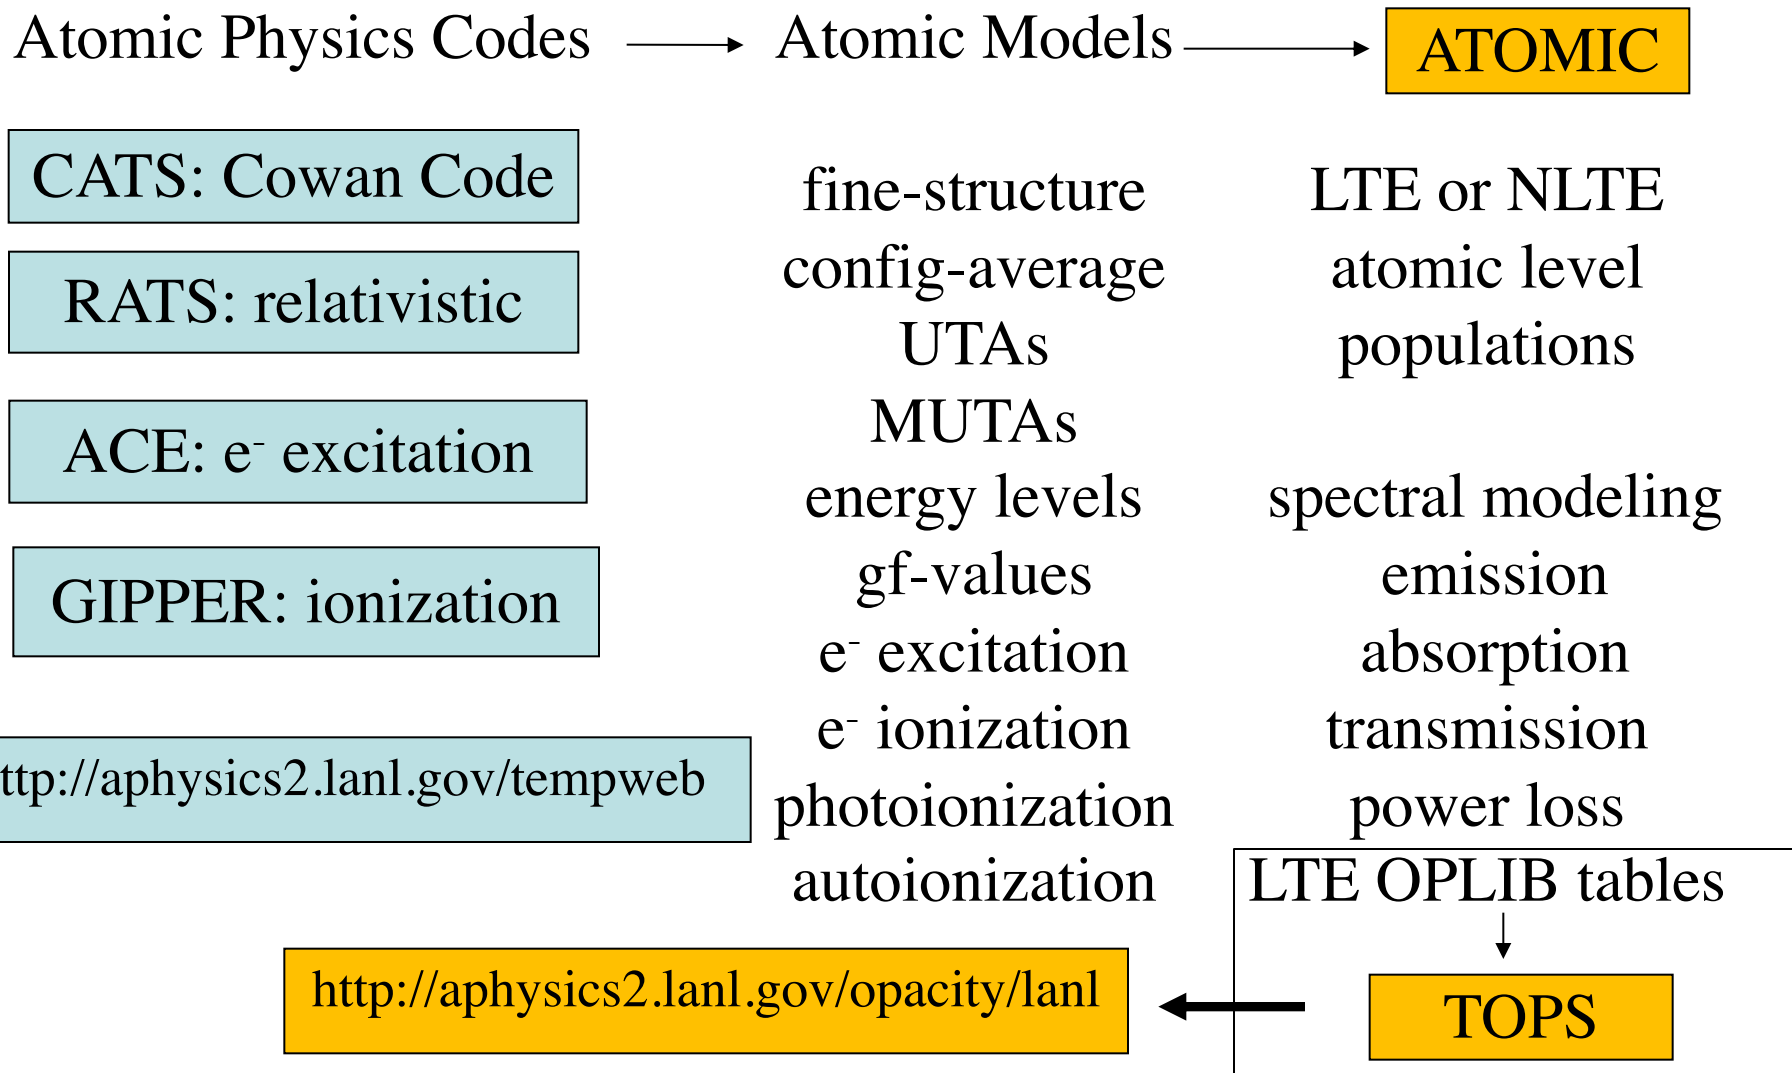 Atomic Physics Codes
Atomic Models
ATOMIC
CATS: Cowan Code
RATS: relativistic
ACE: e⁻ excitation
GIPPER: ionization
ttp://aphysics2.lanl.gov/tempweb
fine-structure
config-average
UTAs
MUTAs
energy levels
gf-values
e⁻ excitation
e⁻ ionization
photoionization
autoionization
LTE or NLTE
atomic level
populations
spectral modeling
emission
absorption
transmission
power loss
LTE OPLIB tables
TOPS
http://aphysics2.lanl.gov/opacity/lanl